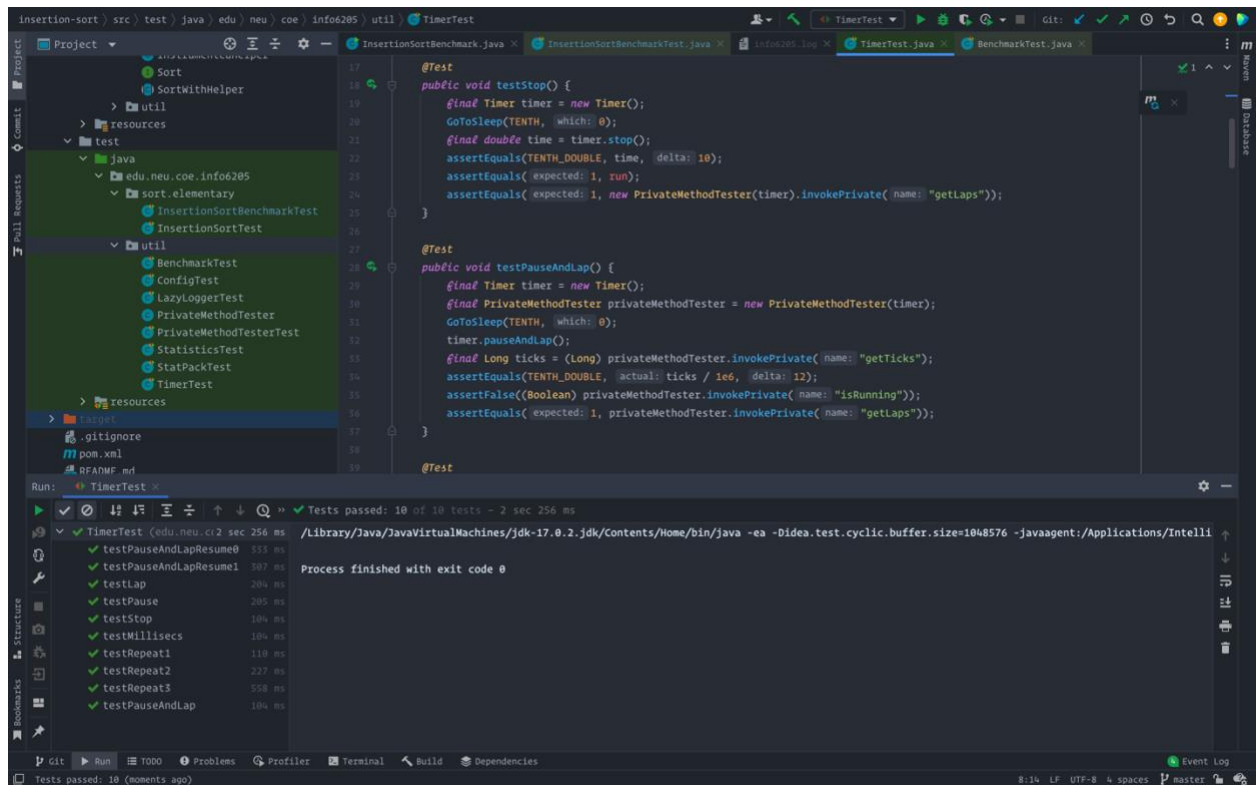 insertion-sort 〉 src 〉 test 〉 java 〉 edu 〉 neu 〉 coe 〉 info6205 〉 util 〉 TimerTest
TimerTest
Git:
Project
InsertionSortBenchmark.java ×
InsertionSortBenchmarkTest.java ×
info6205.log ×
TimerTest.java ×
BenchmarkTest.java ×
Project
Commit
Pull Requests
Structure
Bookmarks
Maven
Database
InstrumentedHelper
Sort
SortWithHelper
util
resources
test
java
edu.neu.coe.info6205
sort.elementary
InsertionSortBenchmarkTest
InsertionSortTest
util
BenchmarkTest
ConfigTest
LazyLoggerTest
PrivateMethodTester
PrivateMethodTesterTest
StatisticsTest
StatPackTest
TimerTest
resources
target
.gitignore
pom.xml
README.md
1
17 @Test
18 public void testStop() {
19 final Timer timer = new Timer();
20 GoToSleep(TENTH, which: 0);
21 final double time = timer.stop();
22 assertEquals(TENTH_DOUBLE, time, delta: 10);
23 assertEquals( expected: 1, run);
24 assertEquals( expected: 1, new PrivateMethodTester(timer).invokePrivate( name: "getLaps"));
25 }
26
27 @Test
28 public void testPauseAndLap() {
29 final Timer timer = new Timer();
30 final PrivateMethodTester privateMethodTester = new PrivateMethodTester(timer);
31 GoToSleep(TENTH, which: 0);
32 timer.pauseAndLap();
33 final Long ticks = (Long) privateMethodTester.invokePrivate( name: "getTicks");
34 assertEquals(TENTH_DOUBLE, actual: ticks / 1e6, delta: 12);
35 assertFalse((Boolean) privateMethodTester.invokePrivate( name: "isRunning"));
36 assertEquals( expected: 1, privateMethodTester.invokePrivate( name: "getLaps"));
37 }
38
39 @Test
Run: TimerTest ×
Tests passed: 10 of 10 tests – 2 sec 256 ms
TimerTest (edu.neu.co 2 sec 256 ms
testPauseAndLapResume0 333 ms
testPauseAndLapResume1 307 ms
testLap 204 ms
testPause 205 ms
testStop 104 ms
testMillisecs 104 ms
testRepeat1 110 ms
testRepeat2 227 ms
testRepeat3 558 ms
testPauseAndLap 104 ms
/Library/Java/JavaVirtualMachines/jdk-17.0.2.jdk/Contents/Home/bin/java -ea -Didea.test.cyclic.buffer.size=1048576 -javaagent:/Applications/Intelli
Process finished with exit code 0
Git Run TODO Problems Profiler Terminal Build Dependencies
Event Log
Tests passed: 10 (moments ago)
8:14 LF UTF-8 4 spaces master